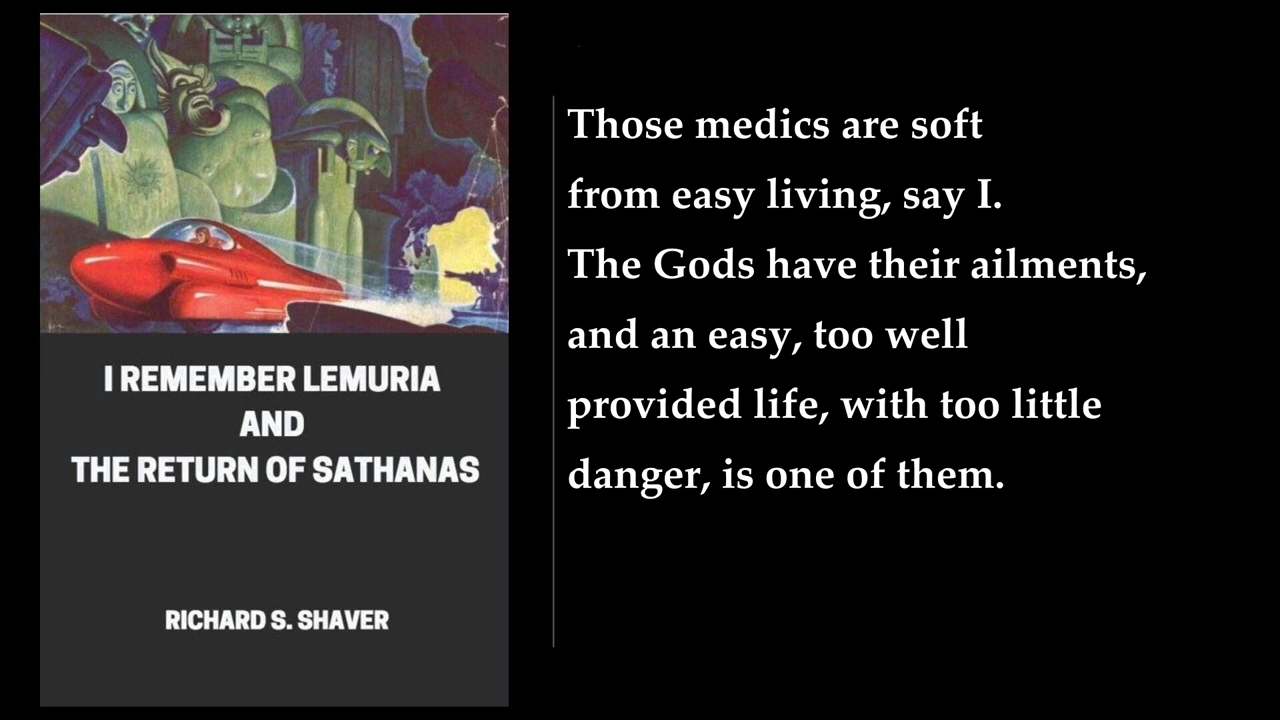 I REMEMBER LEMURIA
AND
THE RETURN OF SATHANAS
RICHARD S. SHAVER
Those medics are soft
from easy living, say I.
The Gods have their ailments,
and an easy, too well
provided life, with too little
danger, is one of them.